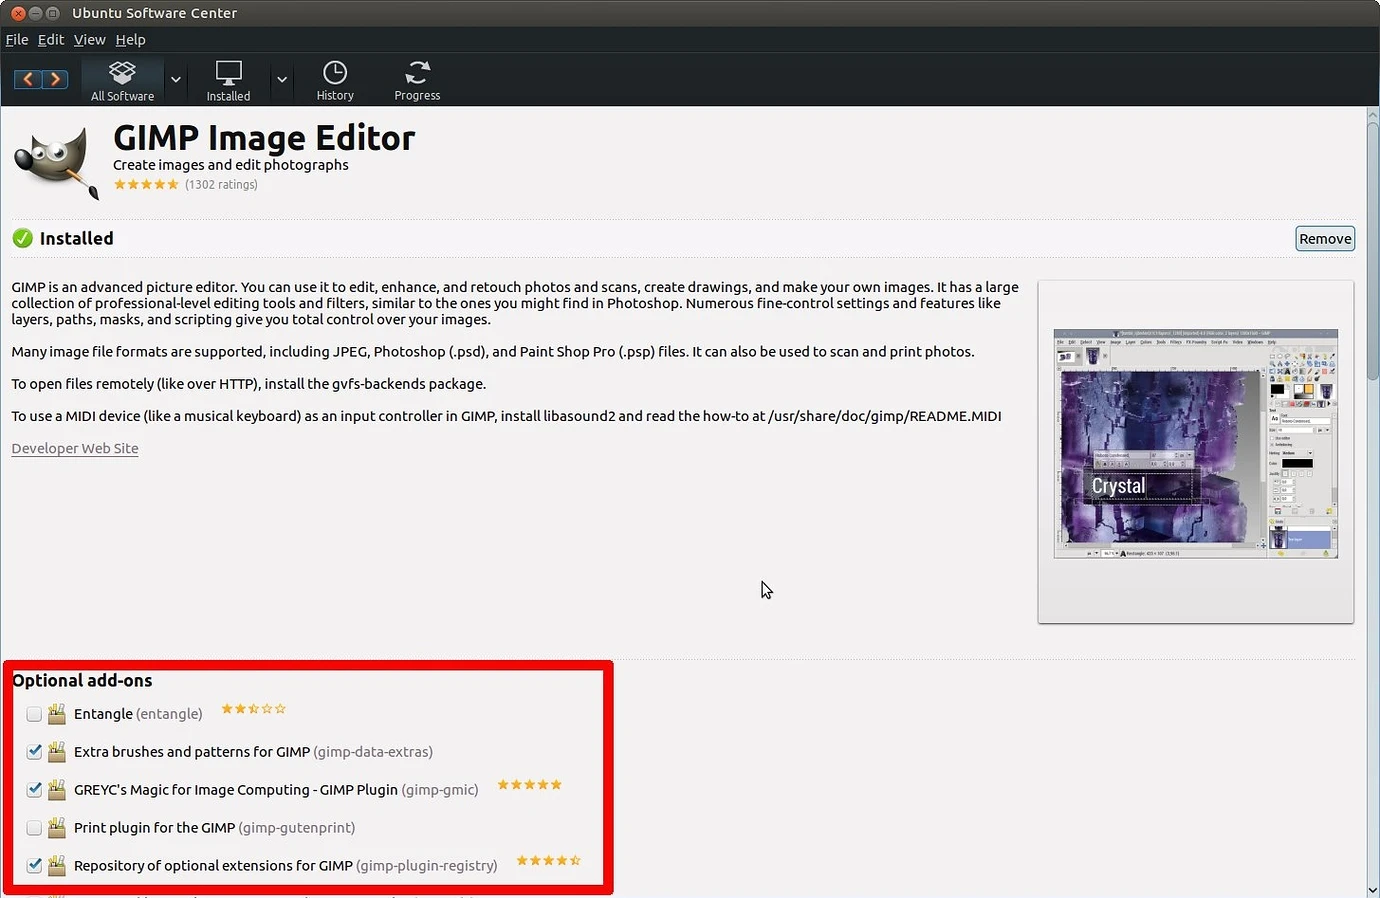 Ubuntu Software Center
File Edit View Help
All Software Installed History Progress
GIMP Image Editor
Create images and edit photographs
(1302 ratings)
Installed
Remove
GIMP is an advanced picture editor. You can use it to edit, enhance, and retouch photos and scans, create drawings, and make your own images. It has a large
collection of professional-level editing tools and filters, similar to the ones you might find in Photoshop. Numerous fine-control settings and features like
layers, paths, masks, and scripting give you total control over your images.
Many image file formats are supported, including JPEG, Photoshop (.psd), and Paint Shop Pro (.psp) files. It can also be used to scan and print photos.
To open files remotely (like over HTTP), install the gvfs-backends package.
To use a MIDI device (like a musical keyboard) as an input controller in GIMP, install libasound2 and read the how-to at /usr/share/doc/gimp/README.MIDI
Developer Web Site
Crystal
Optional add-ons
Entangle (entangle)
Extra brushes and patterns for GIMP (gimp-data-extras)
GREYC's Magic for Image Computing - GIMP Plugin (gimp-gmic)
Print plugin for the GIMP (gimp-gutenprint)
Repository of optional extensions for GIMP (gimp-plugin-registry)